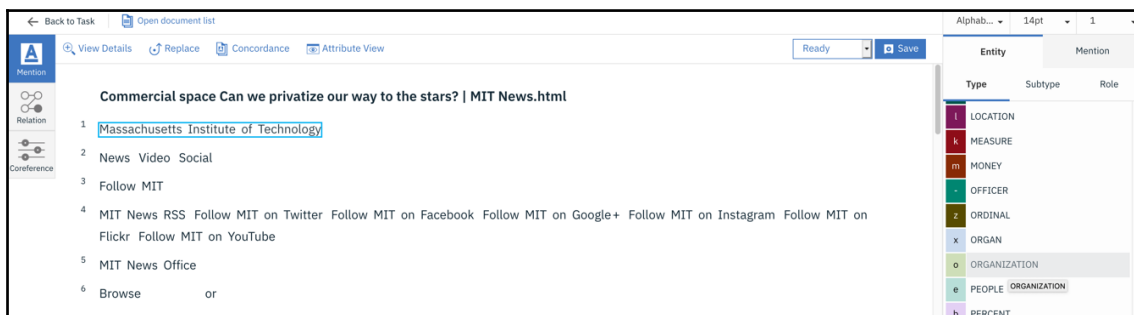 Back to Task Open document list Alphab... 14pt 1
View Details Replace Concordance Attribute View Ready Save Entity Mention
A
Mention
Type Subtype Role
Commercial space Can we privatize our way to the stars? | MIT News.html
Relation
l LOCATION
1 Massachusetts Institute of Technology
k MEASURE
2 News Video Social
m MONEY
Coreference
3 Follow MIT
- OFFICER
4 MIT News RSS Follow MIT on Twitter Follow MIT on Facebook Follow MIT on Google+ Follow MIT on Instagram Follow MIT on
z ORDINAL
Flickr Follow MIT on YouTube
x ORGAN
5 MIT News Office
o ORGANIZATION
6 Browse or
e PEOPLE ORGANIZATION
h PERCENT